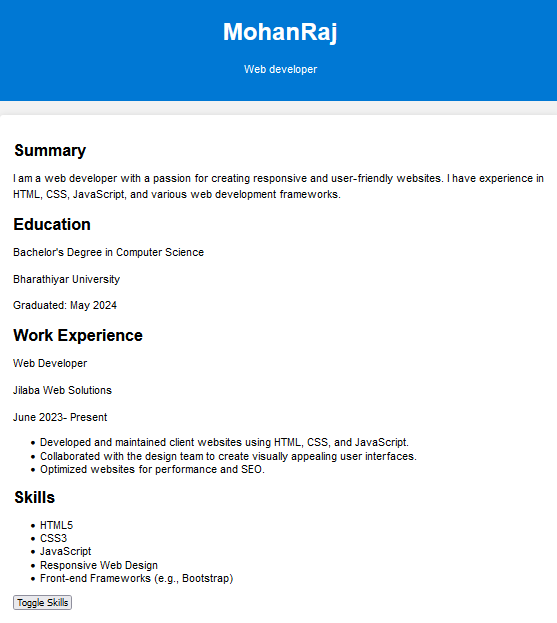 MohanRaj
Web developer
Summary
I am a web developer with a passion for creating responsive and user-friendly websites. I have experience in
HTML, CSS, JavaScript, and various web development frameworks.
Education
Bachelor's Degree in Computer Science
Bharathiyar University
Graduated: May 2024
Work Experience
Web Developer
Jilaba Web Solutions
June 2023- Present
• Developed and maintained client websites using HTML, CSS, and JavaScript.
• Collaborated with the design team to create visually appealing user interfaces.
• Optimized websites for performance and SEO.
Skills
• HTML5
• CSS3
• JavaScript
• Responsive Web Design
• Front-end Frameworks (e.g., Bootstrap)
Toggle Skills